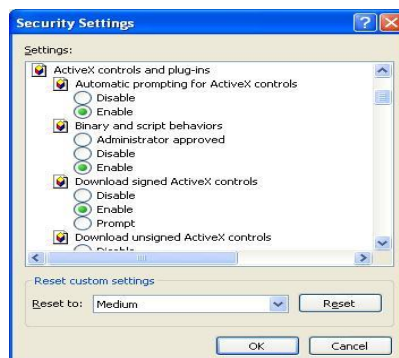 Security Settings
Settings:
ActiveX controls and plug-ins
Automatic prompting for ActiveX controls
Disable
Enable
Binary and script behaviors
Administrator approved
Disable
Enable
Download signed ActiveX controls
Disable
Enable
Prompt
Download unsigned ActiveX controls
Disable
Reset custom settings
Reset to: Medium Reset
OK Cancel